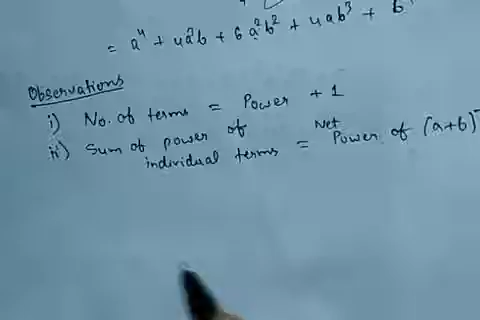 = a⁴ + 4a³b + 6a²b² + 4ab³ + b
Observations
i) No. of terms = Power + 1
ii) Sum of power of individual terms = Net Power of (a+b)